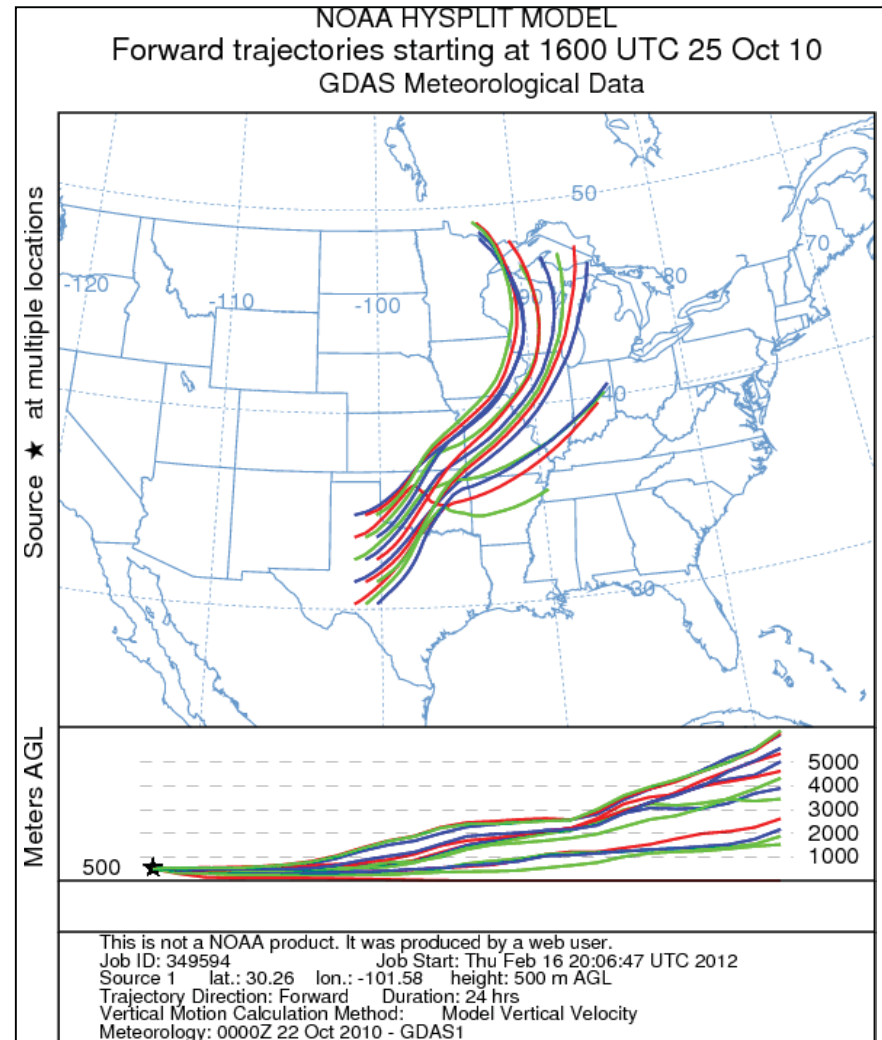 NOAA HYSPLIT MODEL
Forward trajectories starting at 1600 UTC 25 Oct 10
GDAS Meteorological Data
Source ★ at multiple locations
50
-120
-110
-100
90
-80
-70
40
-30
Meters AGL
500
5000
4000
3000
2000
1000
This is not a NOAA product. It was produced by a web user.
Job ID: 349594 Job Start: Thu Feb 16 20:06:47 UTC 2012
Source 1 lat.: 30.26 lon.: -101.58 height: 500 m AGL
Trajectory Direction: Forward Duration: 24 hrs
Vertical Motion Calculation Method: Model Vertical Velocity
Meteorology: 0000Z 22 Oct 2010 - GDAS1